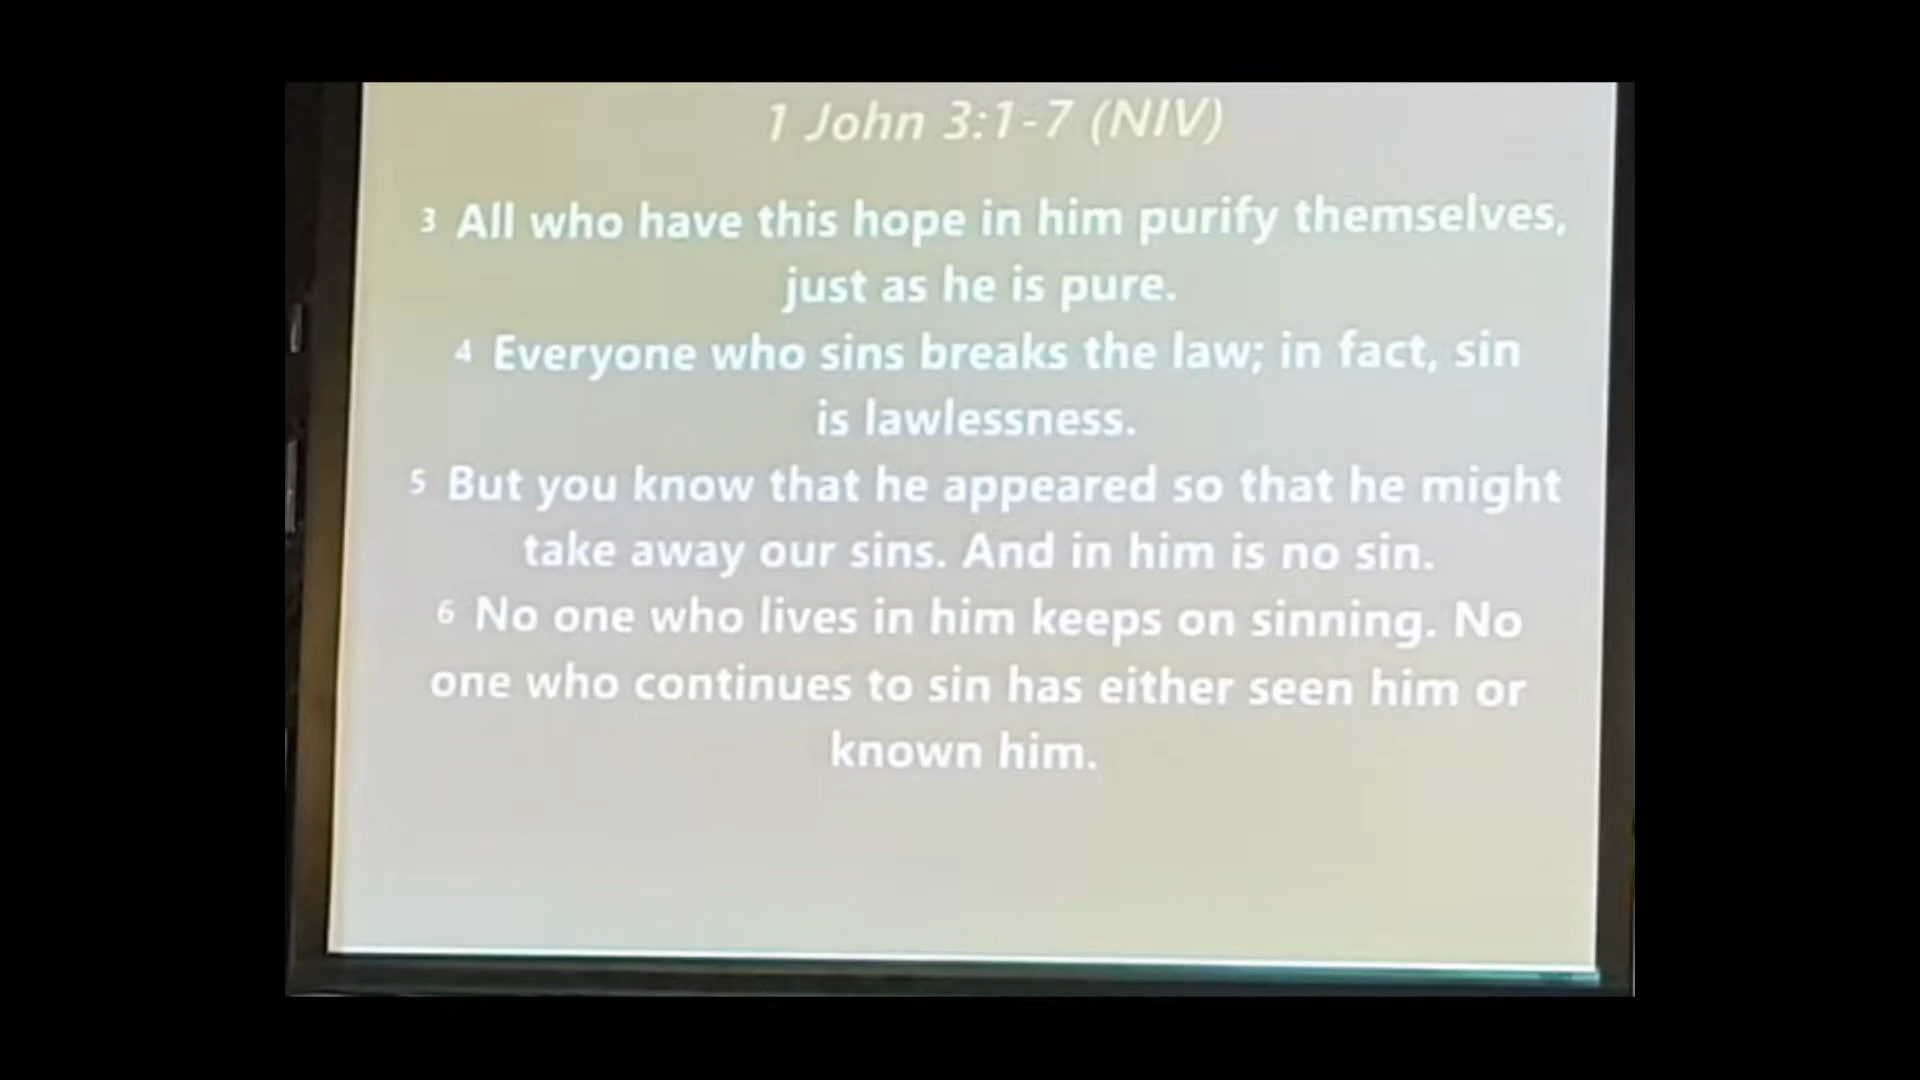 1 John 3:1-7 (NIV)
3 All who have this hope in him purify themselves,
just as he is pure.
4 Everyone who sins breaks the law; in fact, sin
is lawlessness.
5 But you know that he appeared so that he might
take away our sins. And in him is no sin.
6 No one who lives in him keeps on sinning. No
one who continues to sin has either seen him or
known him.